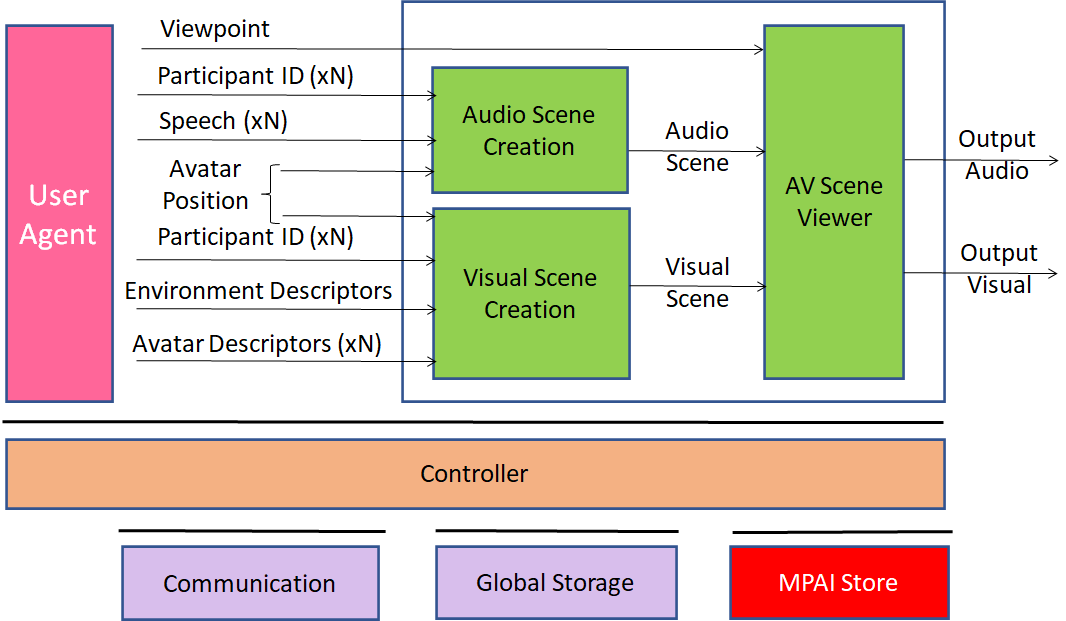 Viewpoint
Participant ID (xN)
Speech (xN)
Avatar
Position
Participant ID (xN)
Environment Descriptors
Avatar Descriptors (xN)
User
Agent
Audio Scene
Creation
Visual Scene
Creation
Audio
Scene
Visual
Scene
AV Scene
Viewer
Output
Audio
Output
Visual
Controller
Communication
Global Storage
MPAI Store